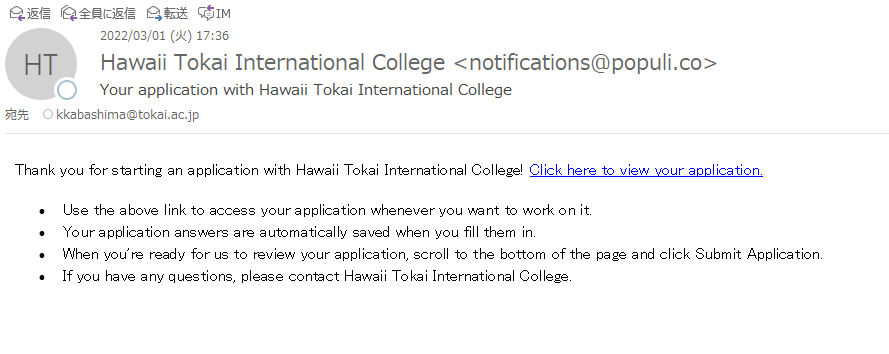 返信 全員に返信 転送 IM
2022/03/01 (火) 17:36
HT
Hawaii Tokai International College <notifications@populi.co>
Your application with Hawaii Tokai International College
宛先 kkabashima@tokai.ac.jp
Thank you for starting an application with Hawaii Tokai International College! Click here to view your application.
• Use the above link to access your application whenever you want to work on it.
• Your application answers are automatically saved when you fill them in.
• When you're ready for us to review your application, scroll to the bottom of the page and click Submit Application.
• If you have any questions, please contact Hawaii Tokai International College.